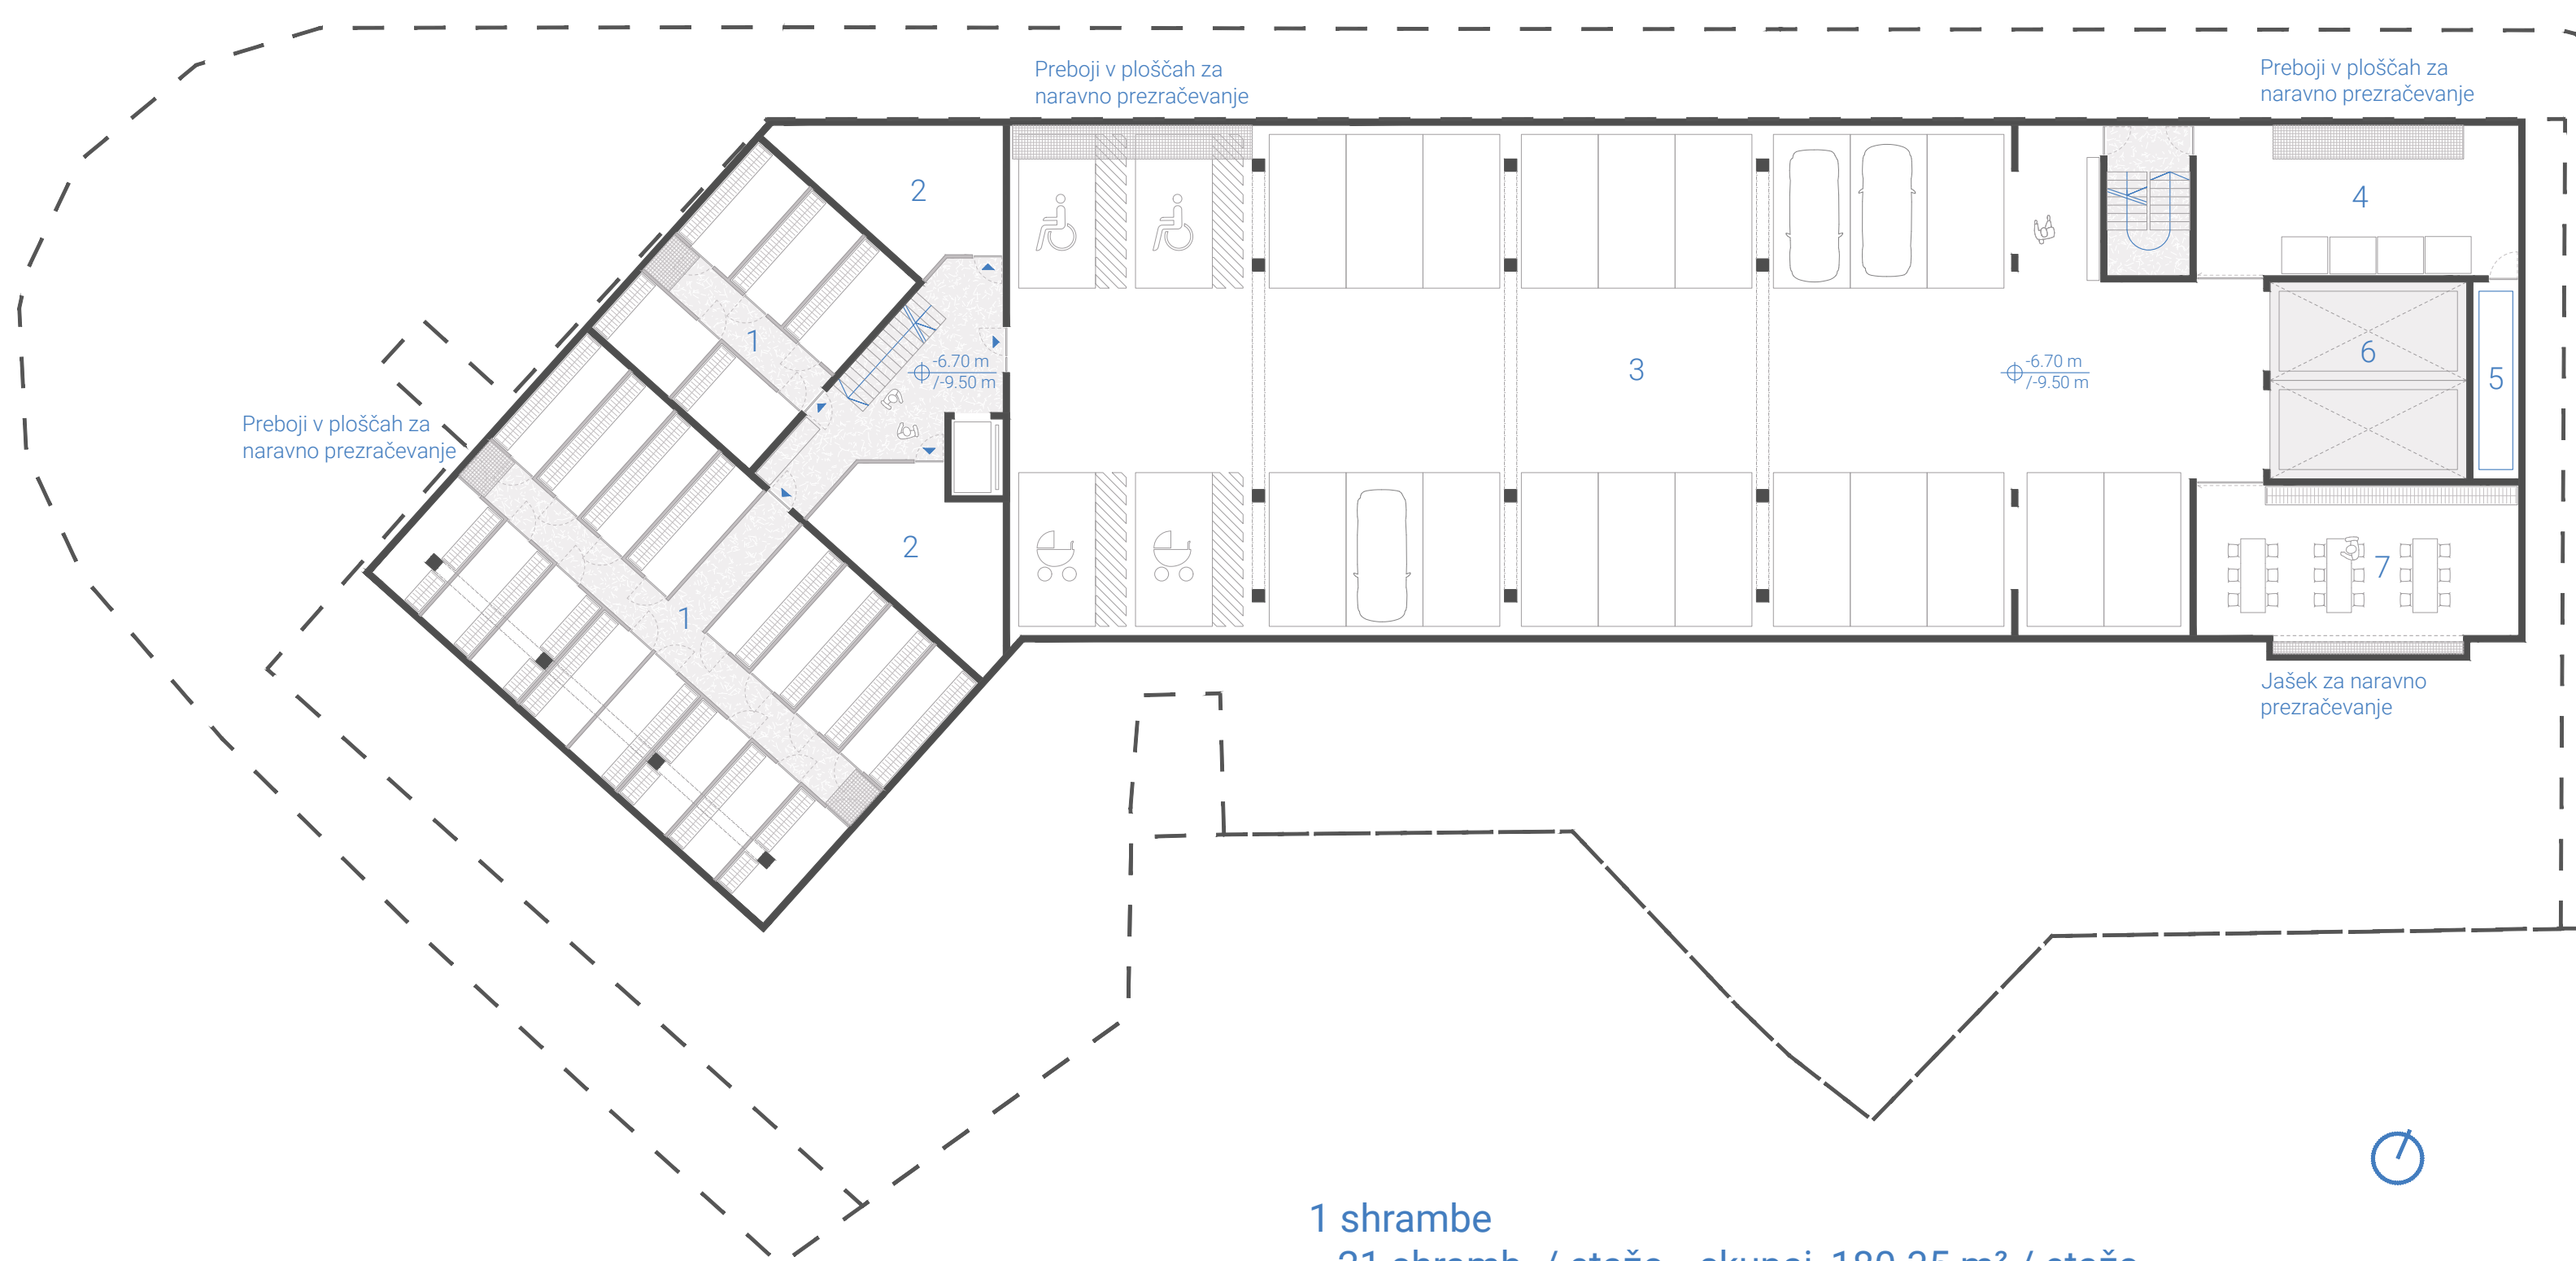 Preboji v ploščah za
naravno prezračevanje
Preboji v ploščah za
naravno prezračevanje
2
4
1
-6.70 m
/-9.50 m
3
-6.70 m
/-9.50 m
6
5
Preboji v ploščah za
naravno prezračevanje
2
7
1
Jašek za naravno
prezračevanje
1 shrambe